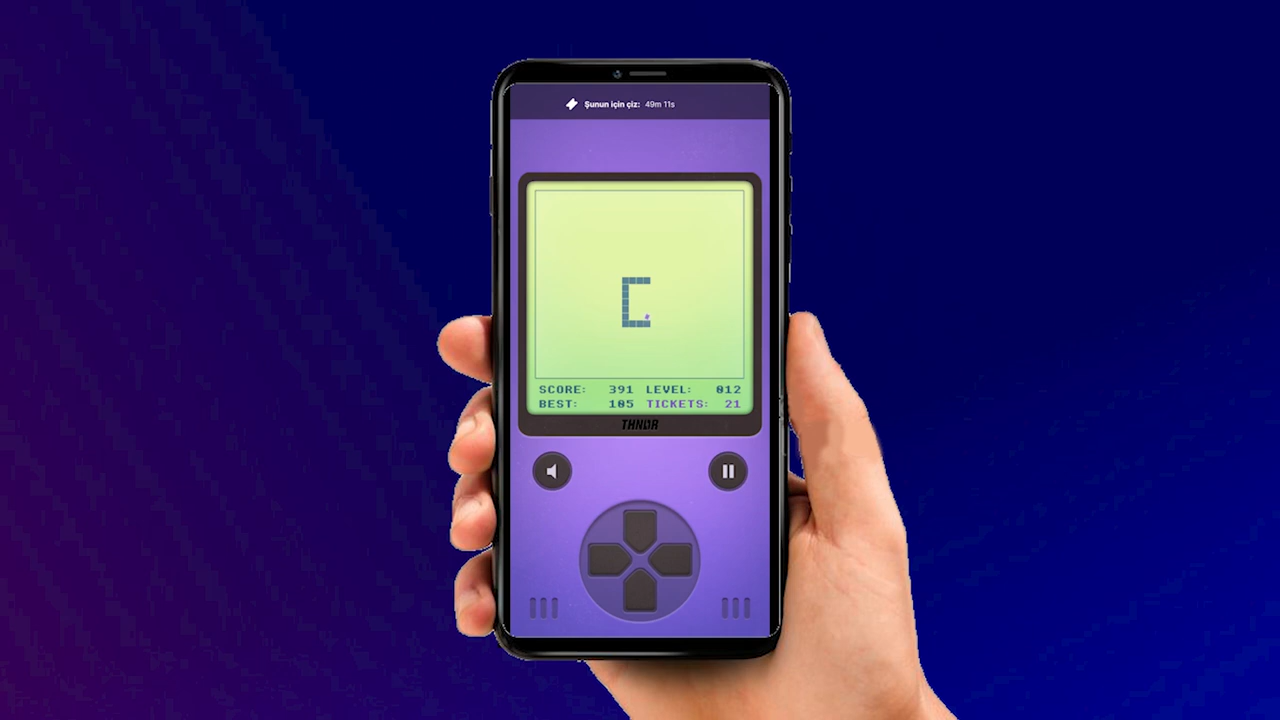 Şunun için çiz: 49m 11s
SCORE: 391 LEVEL: 012
BEST: 105 TICKETS: 21
THNDR